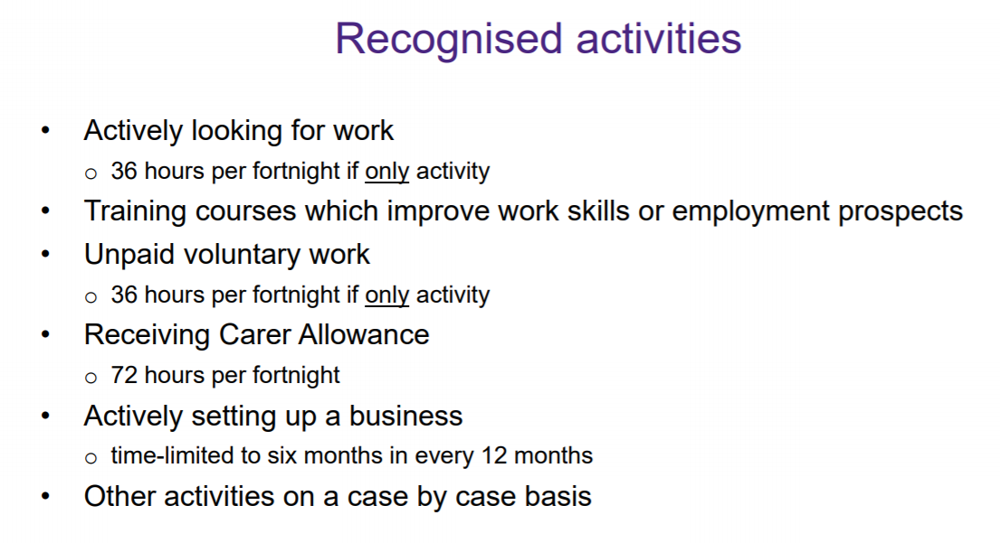 Recognised activities
• Actively looking for work
○ 36 hours per fortnight if only activity
• Training courses which improve work skills or employment prospects
• Unpaid voluntary work
○ 36 hours per fortnight if only activity
• Receiving Carer Allowance
○ 72 hours per fortnight
• Actively setting up a business
○ time-limited to six months in every 12 months
• Other activities on a case by case basis